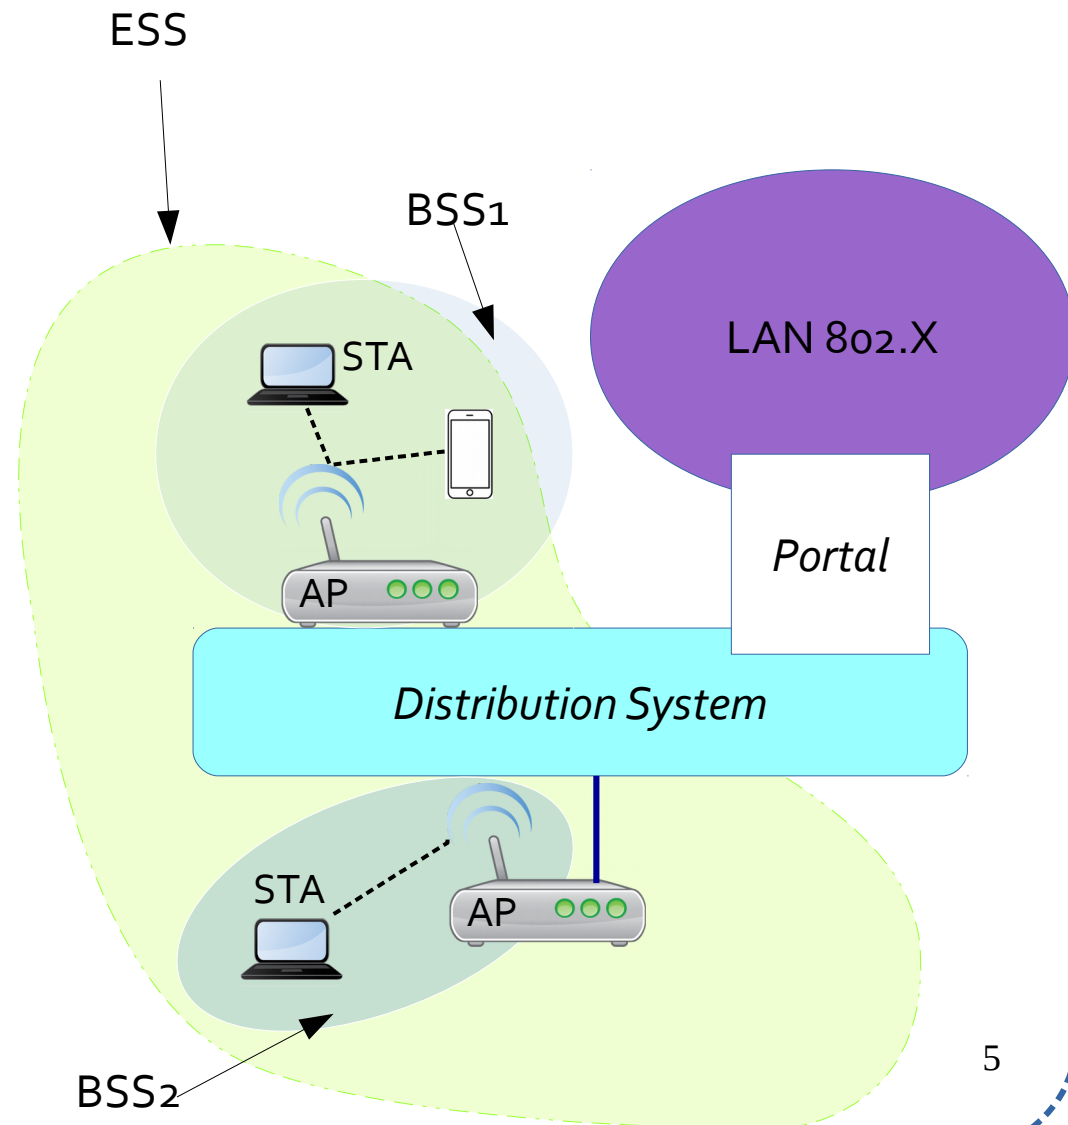 ESS
BSS1
LAN 802.X
STA
Portal
AP
Distribution System
STA
AP
5
BSS2